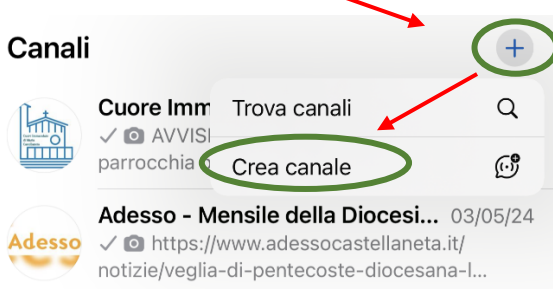 Canali
Cuore Imm
Trova canali
AVVISI
parrocchia
Crea canale
Adesso - Mensile della Diocesi... 03/05/24
Adesso
https://www.adessocastellaneta.it/
notizie/veglia-di-pentecoste-diocesana-l...